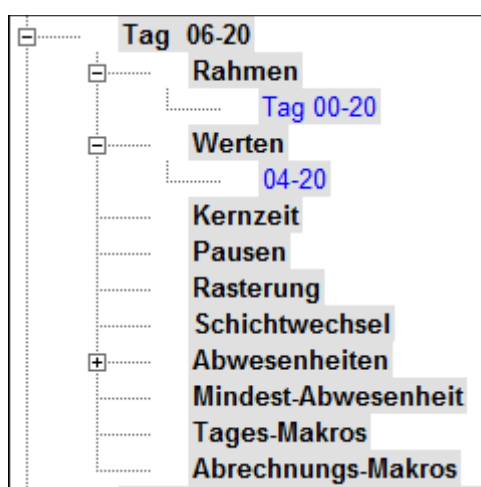 Tag 06-20
Rahmen
Tag 00-20
Werten
04-20
Kernzeit
Pausen
Rasterung
Schichtwechsel
Abwesenheiten
Mindest-Abwesenheit
Tages-Makros
Abrechnungs-Makros